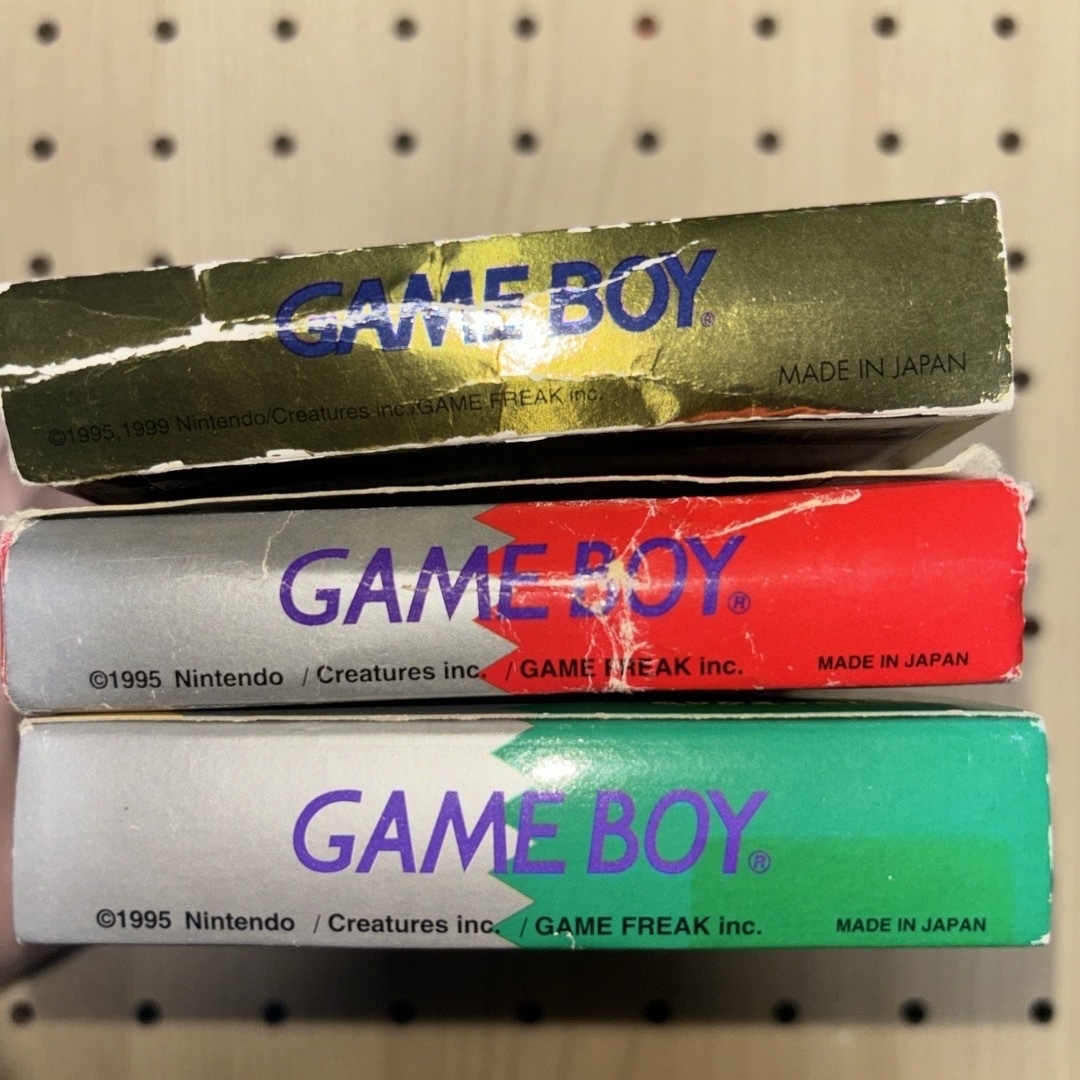 GAME BOY®
MADE IN JAPAN
©1995,1999 Nintendo/Creatures inc./GAME FREAK inc.
GAME BOY®
©1995 Nintendo / Creatures inc. / GAME FREAK inc. MADE IN JAPAN
GAME BOY®
©1995 Nintendo / Creatures inc. / GAME FREAK inc. MADE IN JAPAN